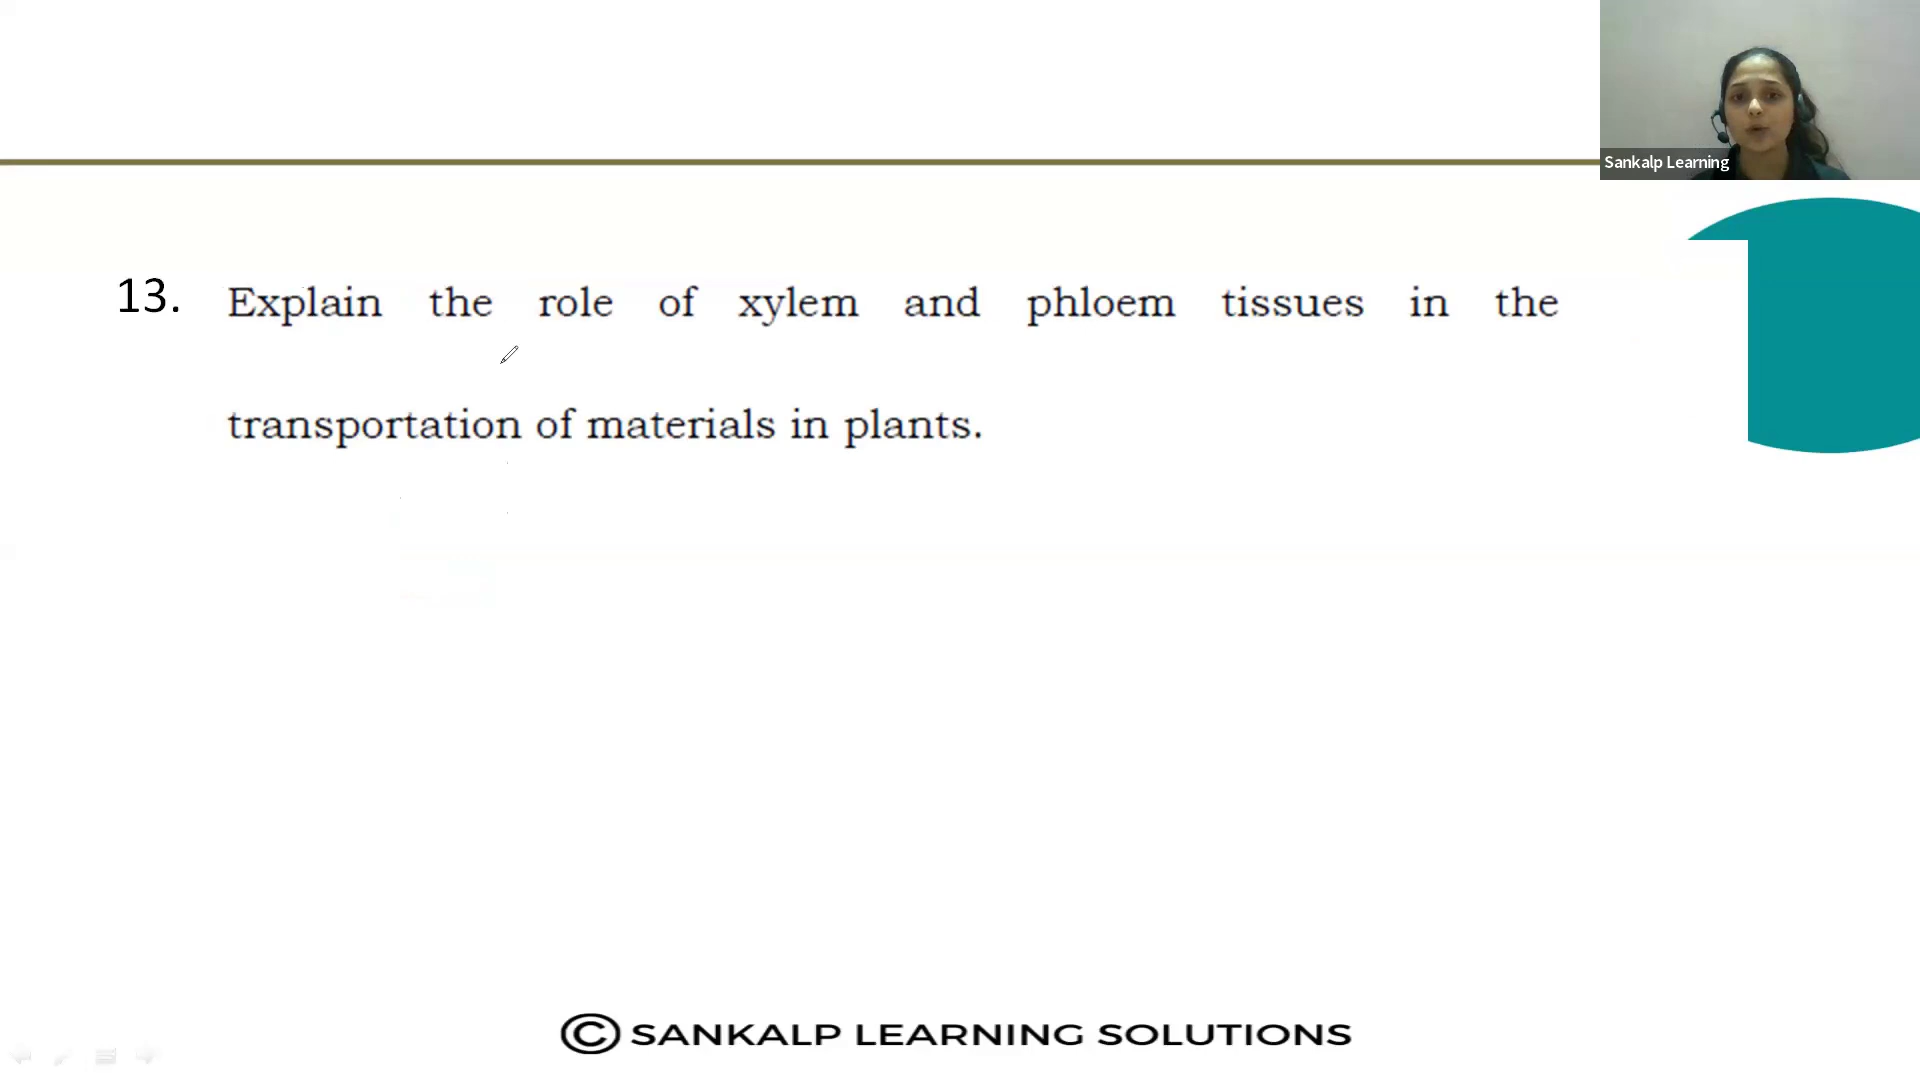 Sankalp Learning
13. Explain the role of xylem and phloem tissues in the
transportation of materials in plants.
© SANKALP LEARNING SOLUTIONS